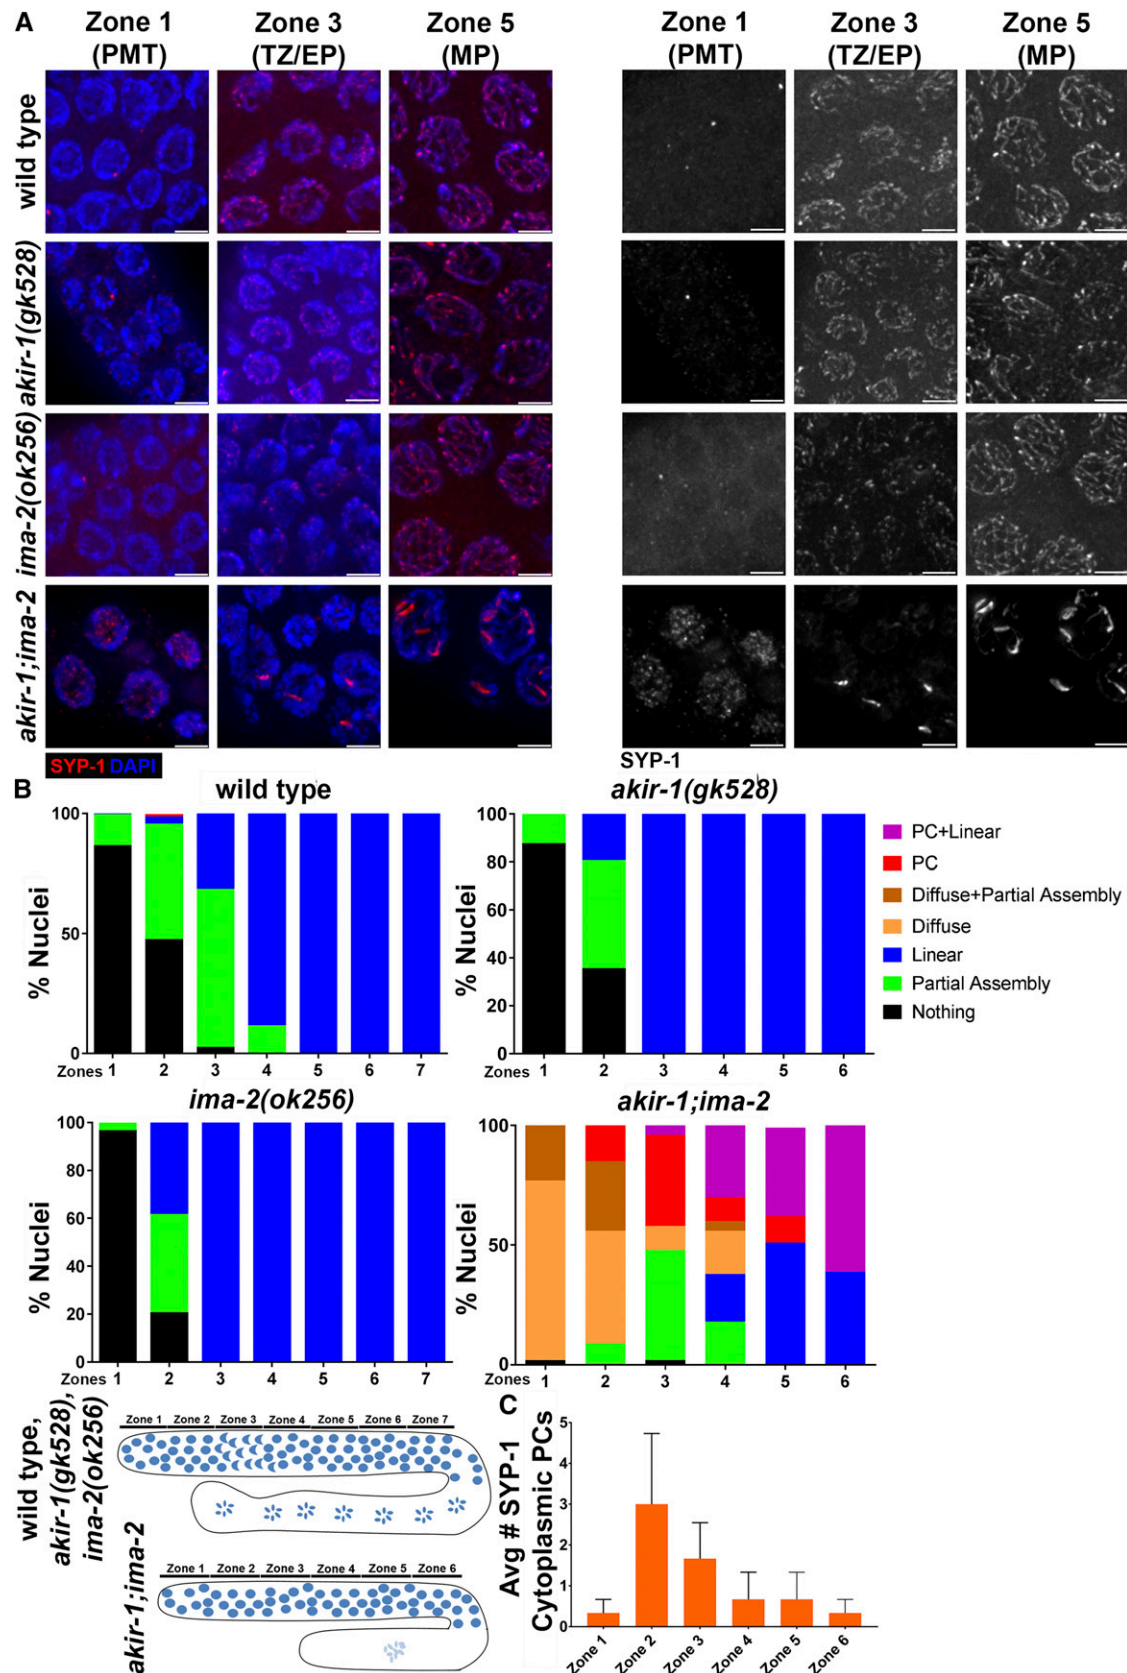 A
Zone 1
(PMT)
Zone 3
(TZ/EP)
Zone 5
(MP)
Zone 1
(PMT)
Zone 3
(TZ/EP)
Zone 5
(MP)
wild type
akir-1(gk528)
ima-2(ok256)
akir-1;ima-2
SYP-1 DAPI
SYP-1
B
wild type
% Nuclei
100
50
0
Zones 1 2 3 4 5 6 7
akir-1(gk528)
% Nuclei
100
80
60
40
20
0
Zones 1 2 3 4 5 6
PC+Linear
PC
Diffuse+Partial Assembly
Diffuse
Linear
Partial Assembly
Nothing
ima-2(ok256)
% Nuclei
100
80
60
40
20
0
Zones 1 2 3 4 5 6 7
akir-1;ima-2
% Nuclei
100
50
0
Zones 1 2 3 4 5 6
wild type,
akir-1(gk528),
ima-2(ok256)
Zone 1 Zone 2 Zone 3 Zone 4 Zone 5 Zone 6 Zone 7
akir-1;ima-2
Zone 1 Zone 2 Zone 3 Zone 4 Zone 5 Zone 6
C
Avg # SYP-1
Cytoplasmic PCs
5
4
3
2
1
0
Zone 1
Zone 2
Zone 3
Zone 4
Zone 5
Zone 6